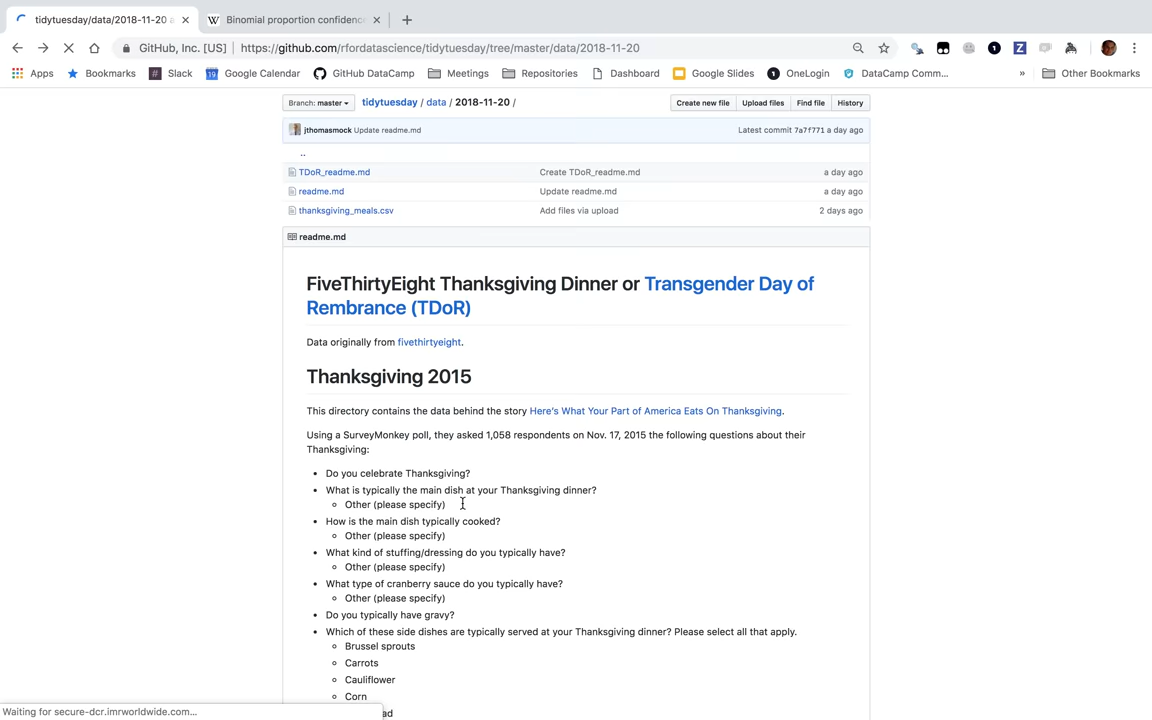 tidytuesday/data/2018-11-20 a
Binomial proportion confidence
GitHub, Inc. [US] | https://github.com/rfordatascience/tidytuesday/tree/master/data/2018-11-20
Apps Bookmarks Slack Google Calendar GitHub DataCamp Meetings Repositories Dashboard Google Slides OneLogin DataCamp Comm... » Other Bookmarks
Branch: master tidytuesday / data / 2018-11-20 / Create new file Upload files Find file History
jthomasmock Update readme.md Latest commit 7a7f771 a day ago
..
TDoR_readme.md Create TDoR_readme.md a day ago
readme.md Update readme.md a day ago
thanksgiving_meals.csv Add files via upload 2 days ago
readme.md
FiveThirtyEight Thanksgiving Dinner or Transgender Day of
Rembrance (TDoR)
Data originally from fivethirtyeight.
Thanksgiving 2015
This directory contains the data behind the story Here's What Your Part of America Eats On Thanksgiving.
Using a SurveyMonkey poll, they asked 1,058 respondents on Nov. 17, 2015 the following questions about their
Thanksgiving:
Do you celebrate Thanksgiving?
What is typically the main dish at your Thanksgiving dinner?
Other (please specify)
How is the main dish typically cooked?
Other (please specify)
What kind of stuffing/dressing do you typically have?
Other (please specify)
What type of cranberry sauce do you typically have?
Other (please specify)
Do you typically have gravy?
Which of these side dishes are typically served at your Thanksgiving dinner? Please select all that apply.
Brussel sprouts
Carrots
Cauliflower
Corn
ad
Waiting for secure-dcr.imrworldwide.com...